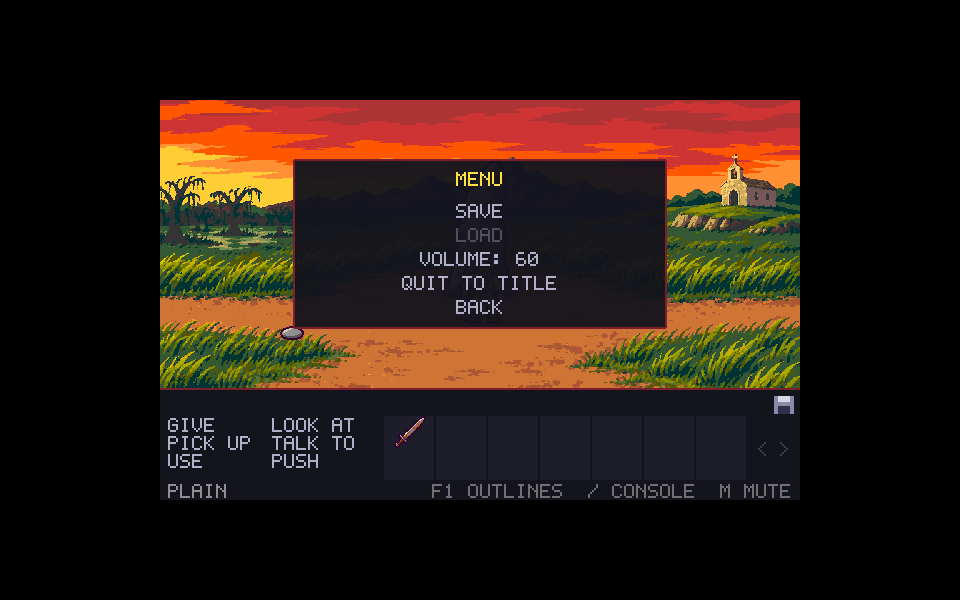 MENU
SAVE
LOAD
VOLUME: 60
QUIT TO TITLE
BACK
GIVE LOOK AT
PICK UP TALK TO
USE PUSH
< >
PLAIN F1 OUTLINES / CONSOLE M MUTE